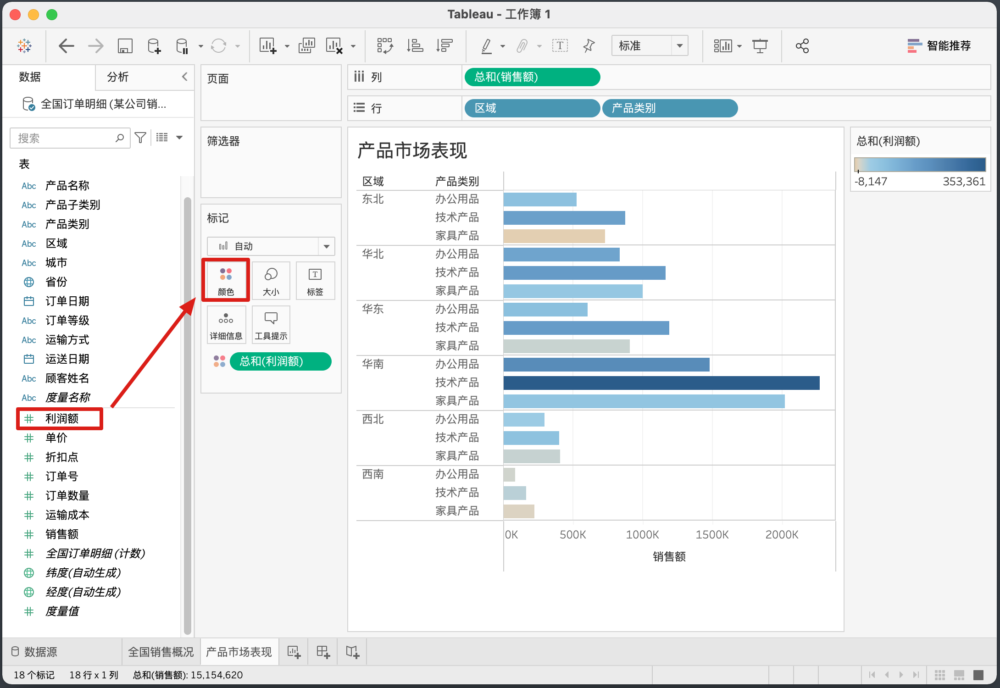 Tableau - 工作簿 1
标准
智能推荐
数据
分析
全国订单明细 (某公司销...
搜索
表
Abc 产品名称
Abc 产品子类别
Abc 产品类别
Abc 区域
Abc 城市
省份
订单日期
Abc 订单等级
Abc 运输方式
运送日期
Abc 顾客姓名
Abc 度量名称
利润额
单价
折扣点
订单号
订单数量
运输成本
销售额
全国订单明细 (计数)
纬度(自动生成)
经度(自动生成)
度量值
页面
筛选器
标记
自动
颜色
大小
T
标签
详细信息
工具提示
总和(利润额)
列
总和(销售额)
行
区域
产品类别
产品市场表现
区域 产品类别
东北 办公用品
技术产品
家具产品
华北 办公用品
技术产品
家具产品
华东 办公用品
技术产品
家具产品
华南 办公用品
技术产品
家具产品
西北 办公用品
技术产品
家具产品
西南 办公用品
技术产品
家具产品
0K 500K 1000K 1500K 2000K
销售额
总和(利润额)
-8,147 353,361
数据源
全国销售概况
产品市场表现
18 个标记 18 行 x 1 列 总和(销售额): 15,154,620